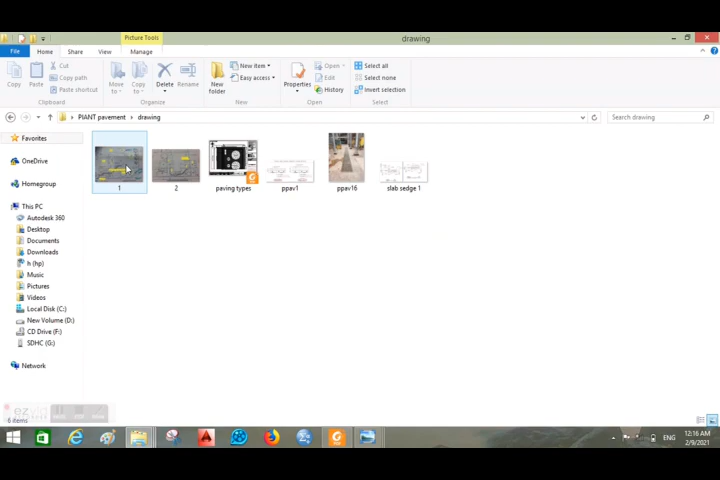 Picture Tools
drawing
File
Home
Share
View
Manage
Copy
Paste
Cut
Copy path
Paste shortcut
Clipboard
Move to
Copy to
Delete
Rename
Organize
New folder
New item
Easy access
New
Properties
Open
Edit
History
Open
Select all
Select none
Invert selection
Select
PlANT pavement
drawing
Search drawing
Favorites
OneDrive
Homegroup
This PC
Autodesk 360
Desktop
Documents
Downloads
h (hp)
Music
Pictures
Videos
Local Disk (C:)
New Volume (D:)
CD Drive (F:)
SDHC (G:)
Network
1
2
paving types
ppav1
ppav16
slab sedge 1
6 items
ENG
12:16 AM
2/9/2021